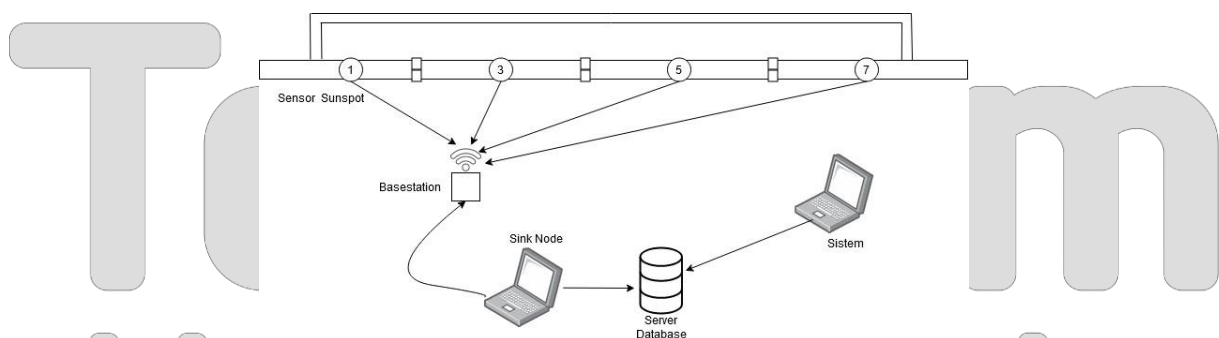 1
3
5
7
Sensor Sunspot
Basestation
Sink Node
Sistem
Server
Database